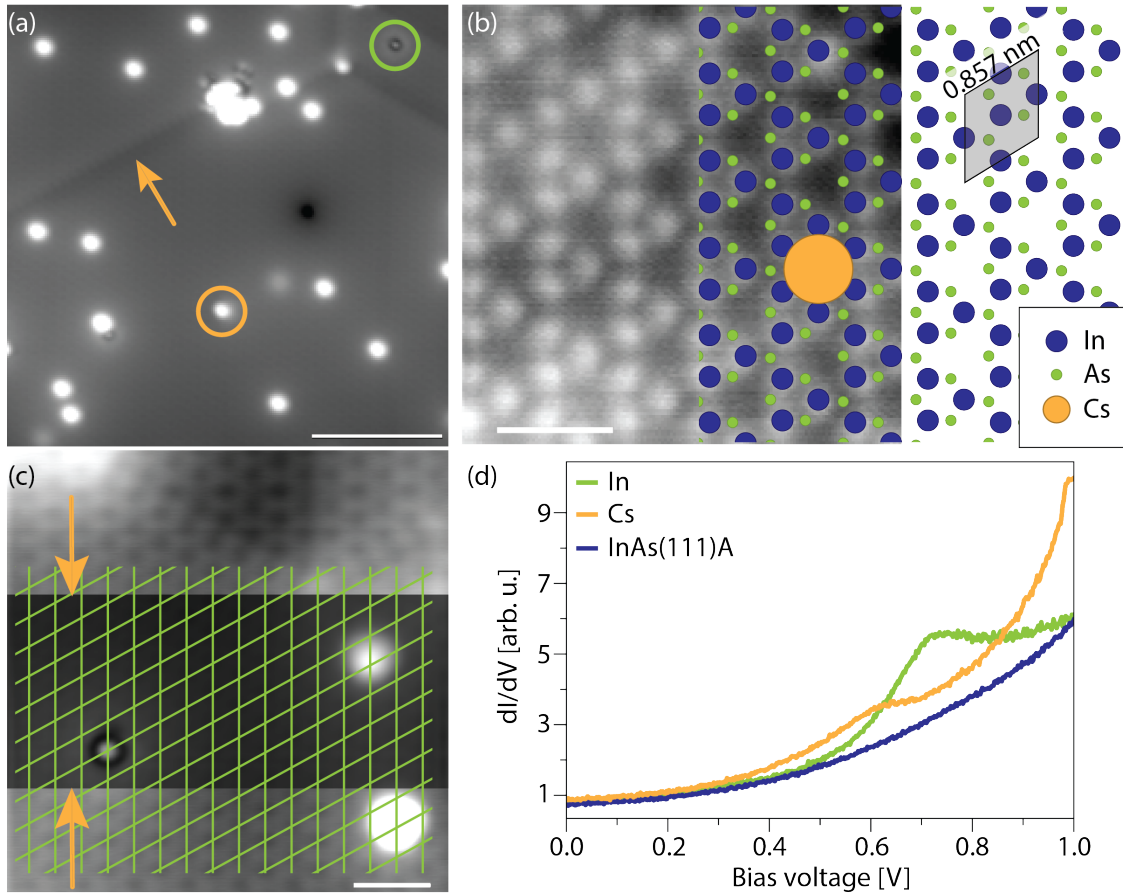 (a)
(b)
0.857 nm
In
As
Cs
(c)
(d)
In
Cs
InAs(111)A
9
7
5
3
1
dI/dV [arb. u.]
0.0 0.2 0.4 0.6 0.8 1.0
Bias voltage [V]